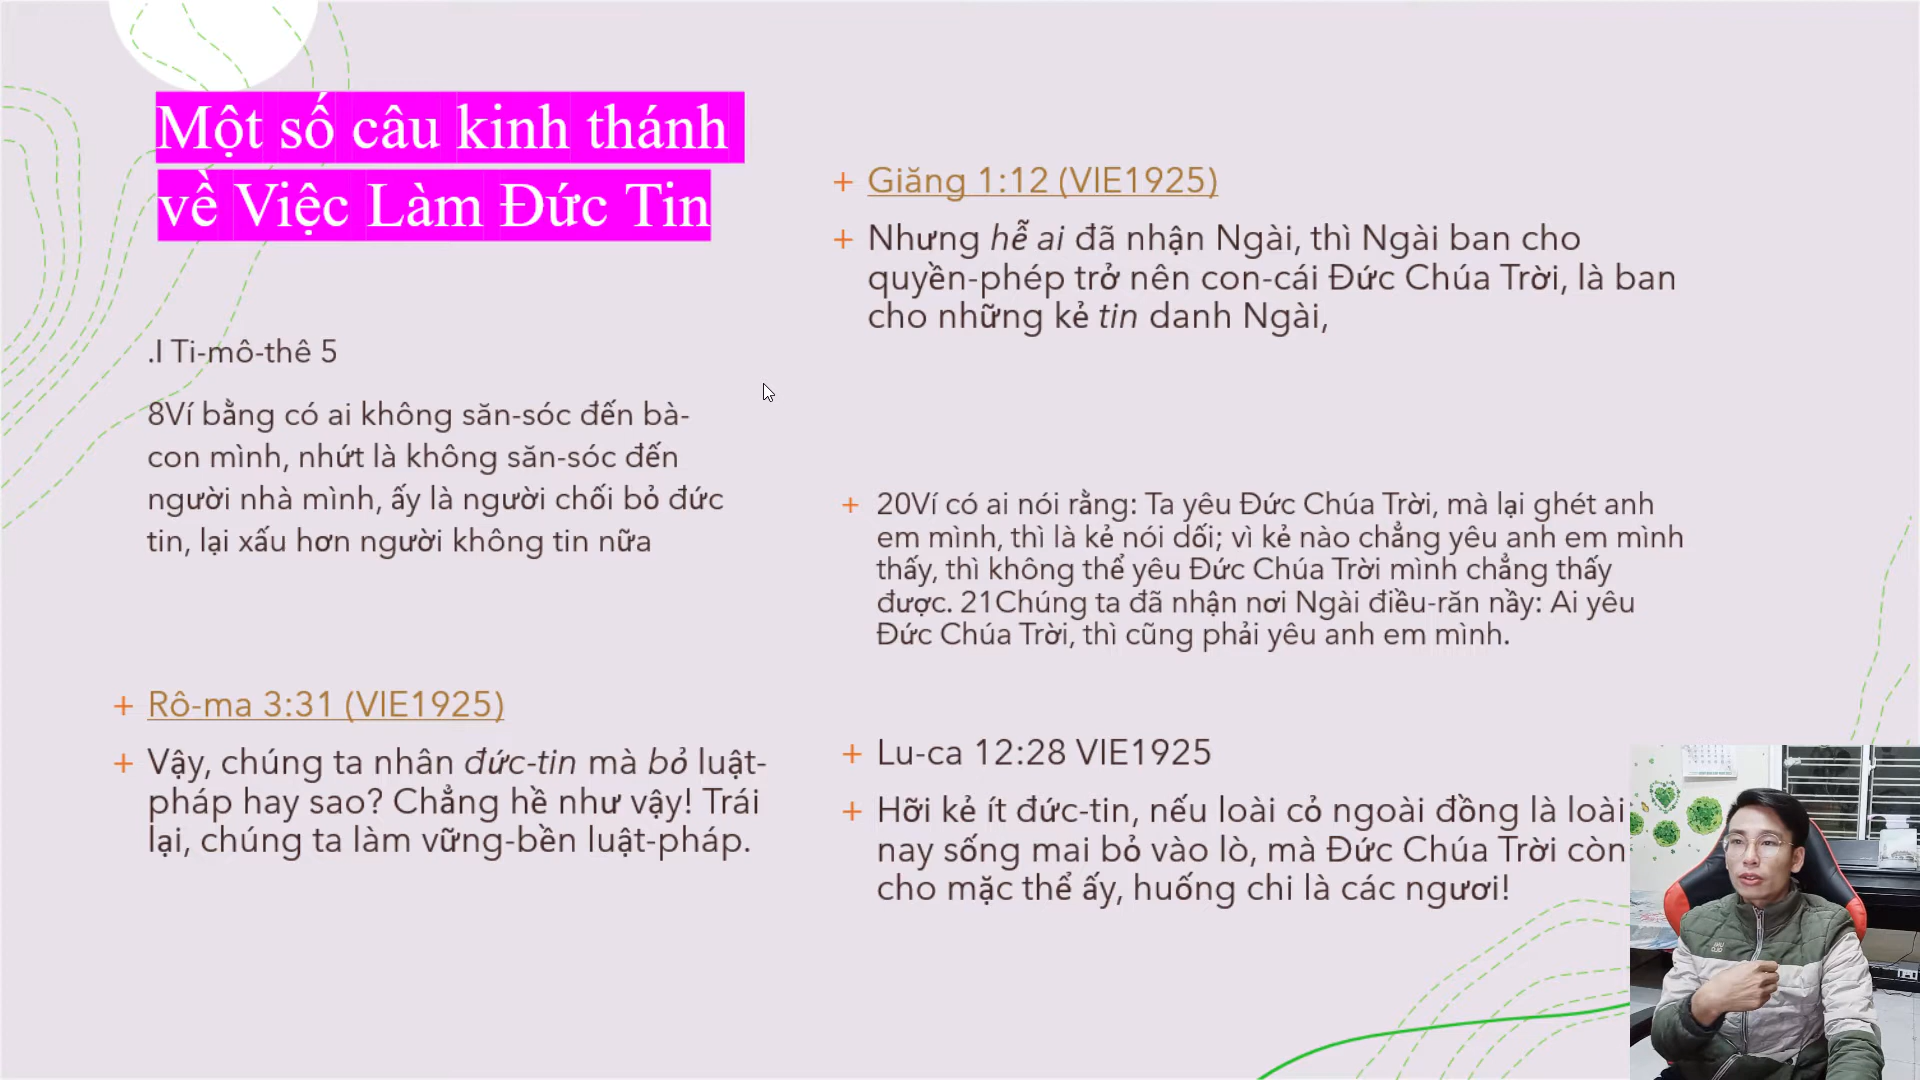 Một số câu kinh thánh
về Việc Làm Đức Tin
.I Ti-mô-thê 5
8Ví bằng có ai không săn-sóc đến bà-
con mình, nhứt là không săn-sóc đến
người nhà mình, ấy là người chối bỏ đức
tin, lại xấu hơn người không tin nữa
+ Rô-ma 3:31 (VIE1925)
+ Vậy, chúng ta nhân đức-tin mà bỏ luật-
pháp hay sao? Chẳng hề như vậy! Trái
lại, chúng ta làm vững-bền luật-pháp.
+ Giăng 1:12 (VIE1925)
+ Nhưng hễ ai đã nhận Ngài, thì Ngài ban cho
quyền-phép trở nên con-cái Đức Chúa Trời, là ban
cho những kẻ tin danh Ngài,
+ 20Ví có ai nói rằng: Ta yêu Đức Chúa Trời, mà lại ghét anh
em mình, thì là kẻ nói dối; vì kẻ nào chẳng yêu anh em mình
thấy, thì không thể yêu Đức Chúa Trời mình chẳng thấy
được. 21Chúng ta đã nhận nơi Ngài điều-răn nầy: Ai yêu
Đức Chúa Trời, thì cũng phải yêu anh em mình.
+ Lu-ca 12:28 VIE1925
+ Hỡi kẻ ít đức-tin, nếu loài cỏ ngoài đồng là loài
nay sống mai bỏ vào lò, mà Đức Chúa Trời còn
cho mặc thể ấy, huống chi là các ngươi!